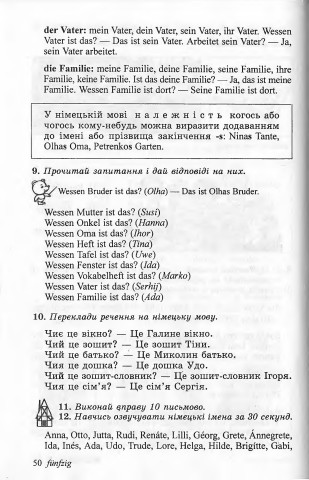 der Vater: mein Vater, dein Vater, sein Vater, ihr Vater. Wessen
Vater ist das? — Das ist sein Vater. Arbeitet sein Vater? — Ja,
sein Vater arbeitet.
die Familie: meine Familie, deine Familie, seine Familie, ihre
Familie, keine Familie. Ist das deine Familie? — Ja, das ist meine
Familie. Wessen Familie ist dort? — Seine Familie ist dort.
У німецькій мові належність когось або
чогось кому-небудь можна виразити додаванням
до імені або прізвища закінчення -s: Ninas Tante,
Olhas Oma, Petrenkos Garten.
9. Прочитай запитання і дай відповіді на них.
Wessen Bruder ist das? (Olha) — Das ist Olhas Bruder.
Wessen Mutter ist das? (Susi)
Wessen Onkel ist das? (Hanna)
Wessen Oma ist das? (Ihor)
Wessen Heft ist das? (Tina)
Wessen Tafel ist das? (Uwe)
Wessen Fenster ist das? (Ida)
Wessen Vokabelheft ist das? (Marko)
Wessen Vater ist das? (Serhij)
Wessen Familie ist das? (Ada)
10. Переклади речення на німецьку мову.
Чиє це вікно? — Це Галине вікно.
Чий це зошит? — Це зошит Тіни.
Чий це батько? — Це Миколин батько.
Чия це дошка? — Це дошка Удо.
Чий це зошит-словник? — Це зошит-словник Ігоря.
Чия це сім'я? — Це сім'я Сергія.
11. Виконай вправу 10 письмово.
12. Навчись озвучувати німецькі імена за 30 секунд.
Anna, Otto, Jutta, Rudi, Renáte, Lilli, Géorg, Grete, Ánnegrete,
Ida, Inés, Ada, Udo, Trude, Lore, Helga, Hilde, Brigítte, Gabi,
50 fünfzig